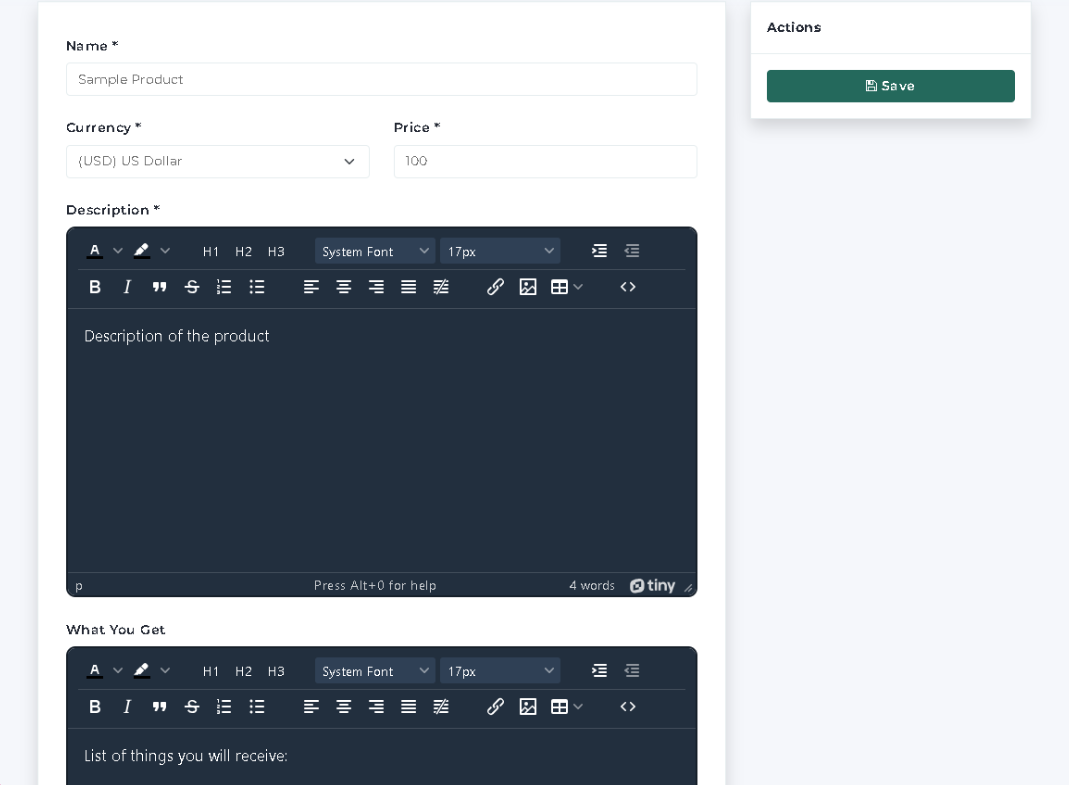 Name *
Sample Product
Currency * Price *
(USD) US Dollar 100
Description *
A H1 H2 H3 System Font 17px
B I
Description of the product
p Press Alt+0 for help 4 words tiny
What You Get
A H1 H2 H3 System Font 17px
B I
List of things you will receive:
Actions
Save